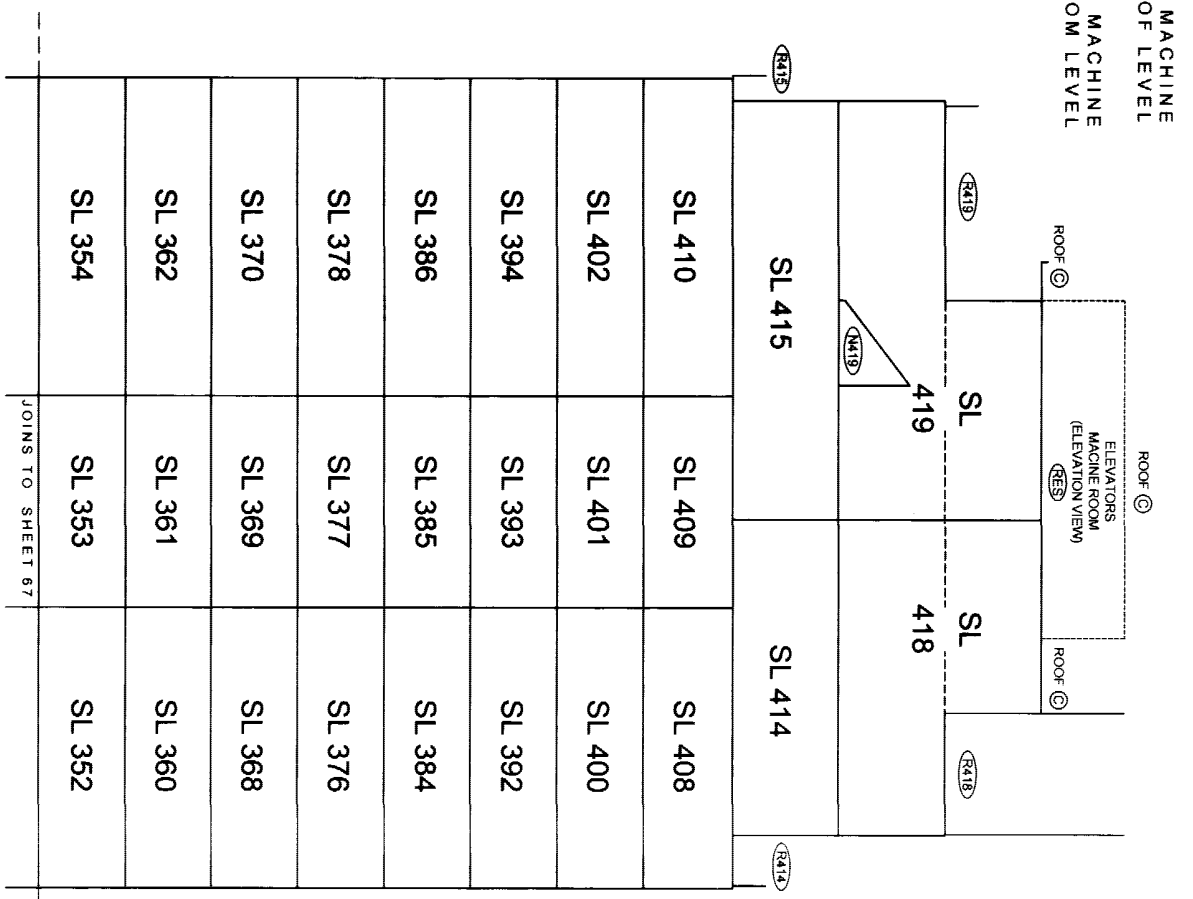 MACHINE
OF LEVEL
MACHINE
OM LEVEL
ROOF Ⓒ
ELEVATORS
MACINE ROOM
(ELEVATION VIEW)
RES
ROOF Ⓒ
ROOF Ⓒ
R419
SL
419
SL
418
R418
N419
R415
SL 415
SL 414
R414
SL 410
SL 409
SL 408
SL 402
SL 401
SL 400
SL 394
SL 393
SL 392
SL 386
SL 385
SL 384
SL 378
SL 377
SL 376
SL 370
SL 369
SL 368
SL 362
SL 361
SL 360
SL 354
SL 353
SL 352
JOINS TO SHEET 67